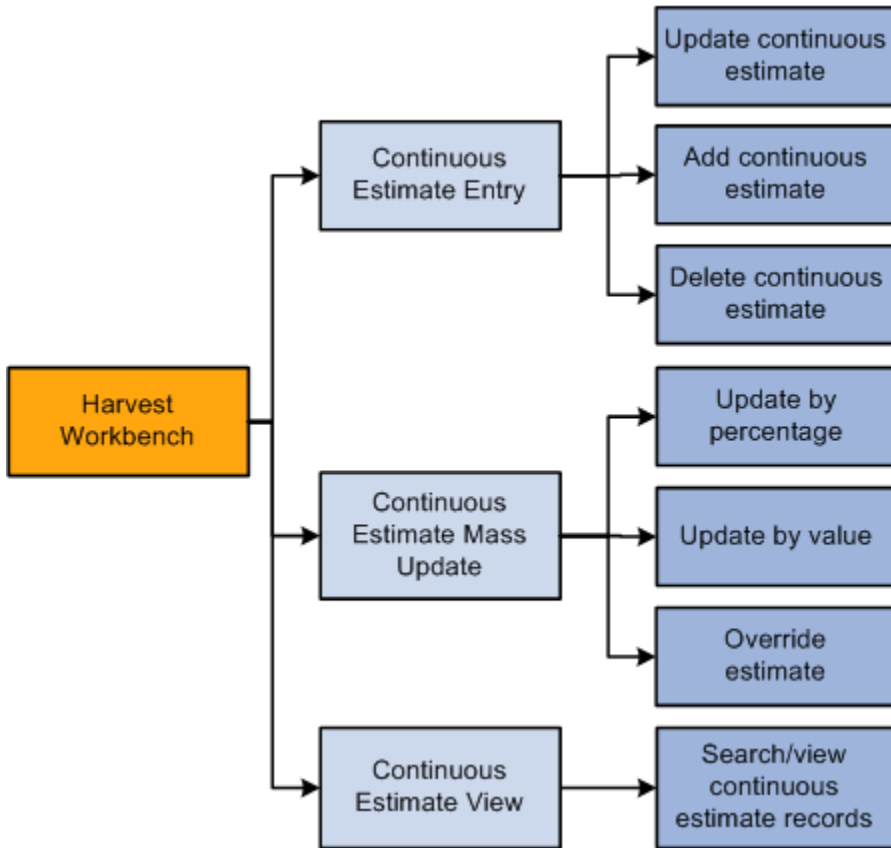 Update continuous
estimate
Continuous
Estimate Entry
Add continuous
estimate
Delete continuous
estimate
Harvest
Workbench
Update by
percentage
Continuous
Estimate Mass
Update
Update by value
Override
estimate
Continuous
Estimate View
Search/view
continuous
estimate records